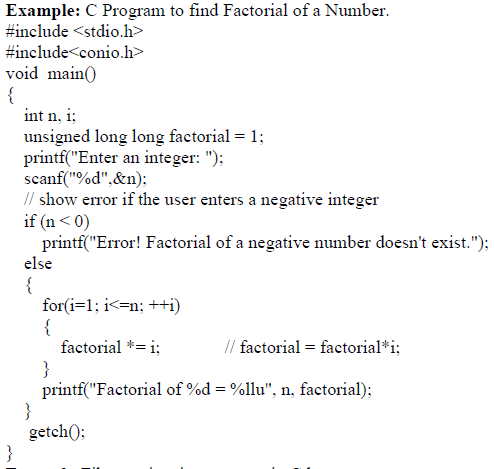 Example: C Program to find Factorial of a Number.
#include <stdio.h>
#include<conio.h>
void main()
{
int n, i;
unsigned long long factorial = 1;
printf("Enter an integer: ");
scanf("%d",&n);
// show error if the user enters a negative integer
if (n < 0)
printf("Error! Factorial of a negative number doesn't exist.");
else
{
for(i=1; i<=n; ++i)
{
factorial *= i; // factorial = factorial*i;
}
printf("Factorial of %d = %llu", n, factorial);
}
getch();
}